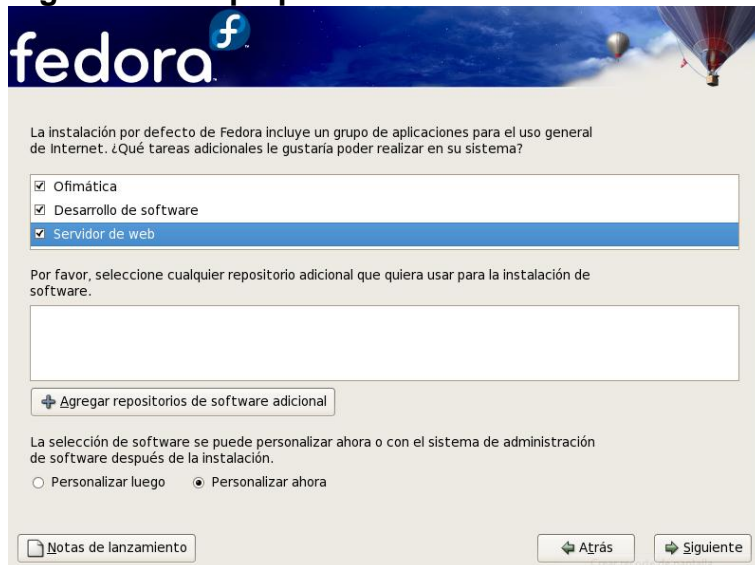 fedora
La instalación por defecto de Fedora incluye un grupo de aplicaciones para el uso general
de Internet. ¿Qué tareas adicionales le gustaría poder realizar en su sistema?
Ofimática
Desarrollo de software
Servidor de web
Por favor, seleccione cualquier repositorio adicional que quiera usar para la instalación de
software.
Agregar repositorios de software adicional
La selección de software se puede personalizar ahora o con el sistema de administración
de software después de la instalación.
Personalizar luego Personalizar ahora
Notas de lanzamiento Atrás Siguiente